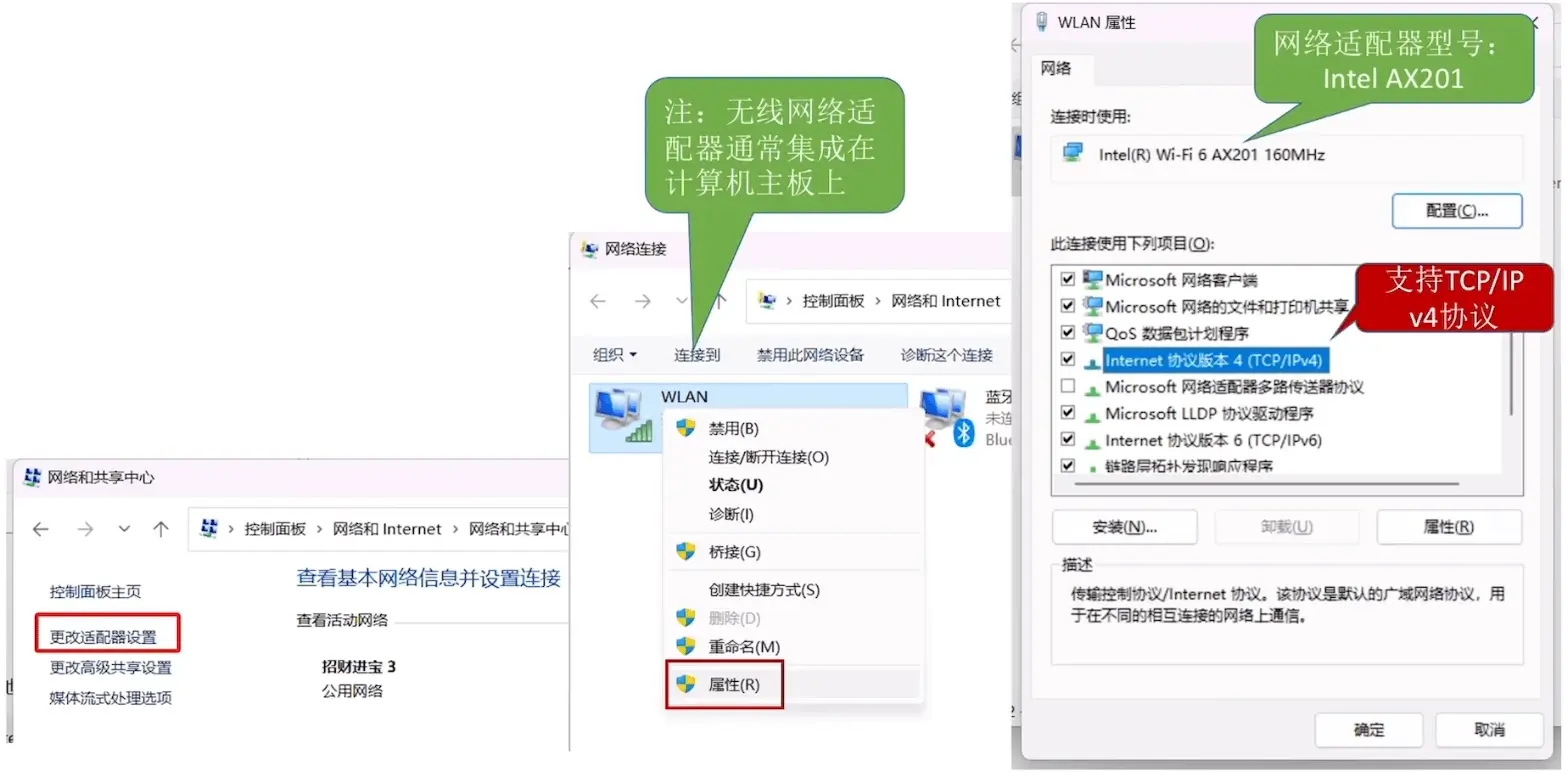 网络和共享中心
控制面板 网络和 Internet 网络和共享中心
控制面板主页
更改适配器设置
更改高级共享设置
媒体流式处理选项
查看基本网络信息并设置连接
查看活动网络
招财进宝 3
公用网络
注：无线网络适
配器通常集成在
计算机主板上
网络连接
控制面板 网络和 Internet
组织 连接到 禁用此网络设备 诊断这个连接
WLAN
禁用(B)
连接/断开连接(O)
状态(U)
诊断(I)
桥接(G)
创建快捷方式(S)
删除(D)
重命名(M)
属性(R)
蓝牙
未连
Blue
WLAN 属性
网络适配器型号：
Intel AX201
网络
连接时使用:
Intel(R) Wi-Fi 6 AX201 160MHz
配置(C)...
此连接使用下列项目(O):
Microsoft 网络客户端
Microsoft 网络的文件和打印机共享
QoS 数据包计划程序
Internet 协议版本 4 (TCP/IPv4)
Microsoft 网络适配器多路传送器协议
Microsoft LLDP 协议驱动程序
Internet 协议版本 6 (TCP/IPv6)
链路层拓扑发现响应程序
支持TCP/IP
v4协议
安装(N)... 卸载(U) 属性(R)
描述
传输控制协议/Internet 协议。该协议是默认的广域网络协议，用
于在不同的相互连接的网络上通信。
确定 取消